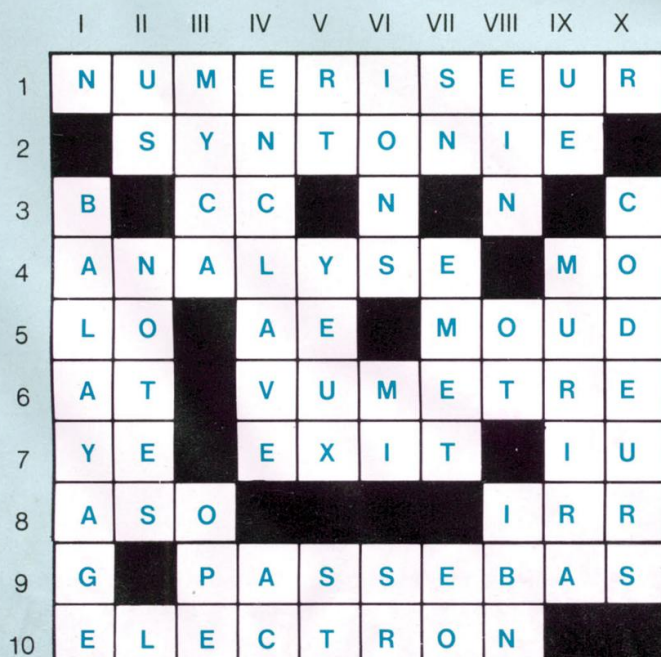 I II III IV V VI VII VIII IX X
1 N U M E R I S E U R
2 S Y N T O N I E
3 B C C N N C
4 A N A L Y S E M O
5 L O A E M O U D
6 A T V U M E T R E
7 Y E E X I T I U
8 A S O I R R
9 G P A S S E B A S
10 E L E C T R O N